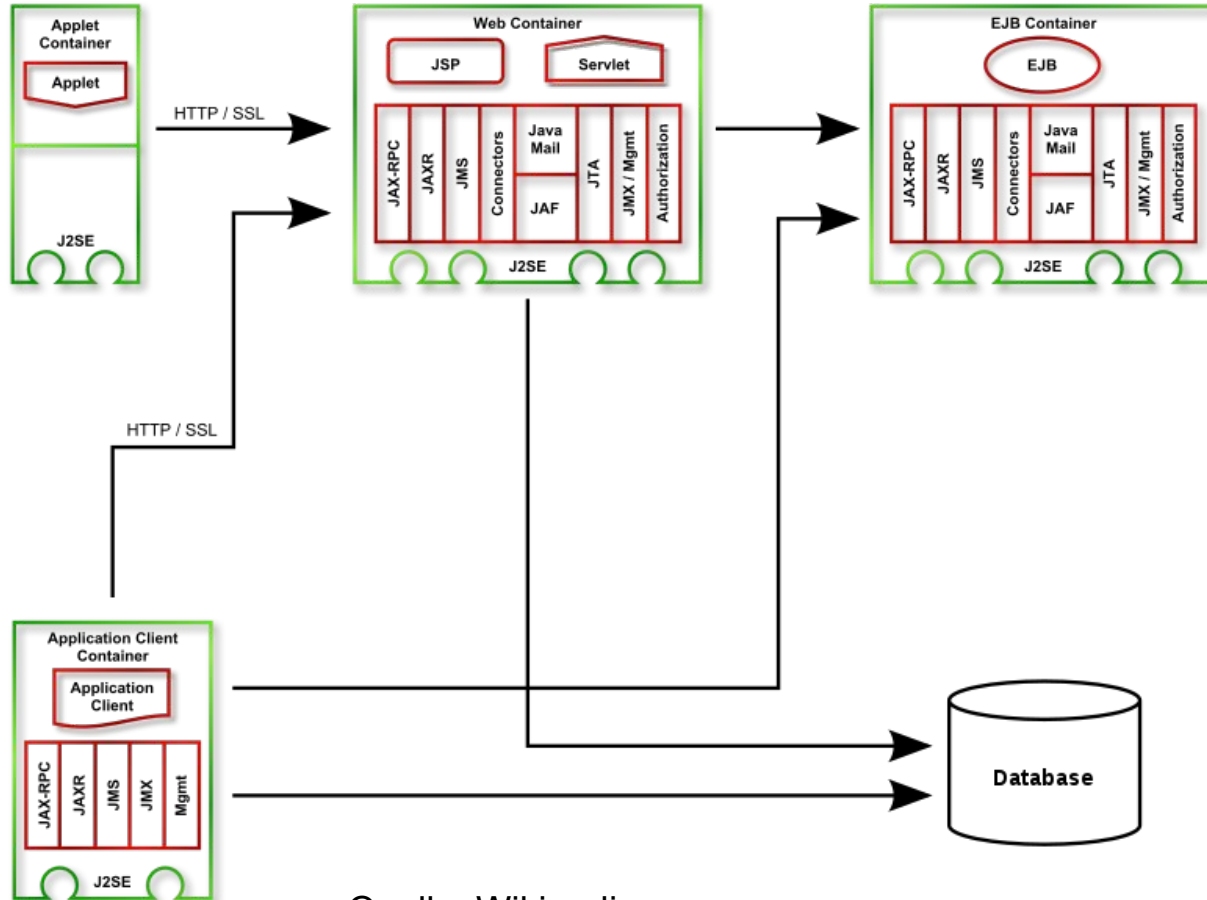 Applet
Container
Applet
J2SE
HTTP / SSL
Web Container
JSP
Servlet
JAX-RPC
JAXR
JMS
Connectors
Java
Mail
JAF
JTA
JMX / Mgmt
Authorization
J2SE
EJB Container
EJB
JAX-RPC
JAXR
JMS
Connectors
Java
Mail
JAF
JTA
JMX / Mgmt
Authorization
J2SE
HTTP / SSL
Application Client
Container
Application
Client
JAX-RPC
JAXR
JMS
JMX
Mgmt
J2SE
Database